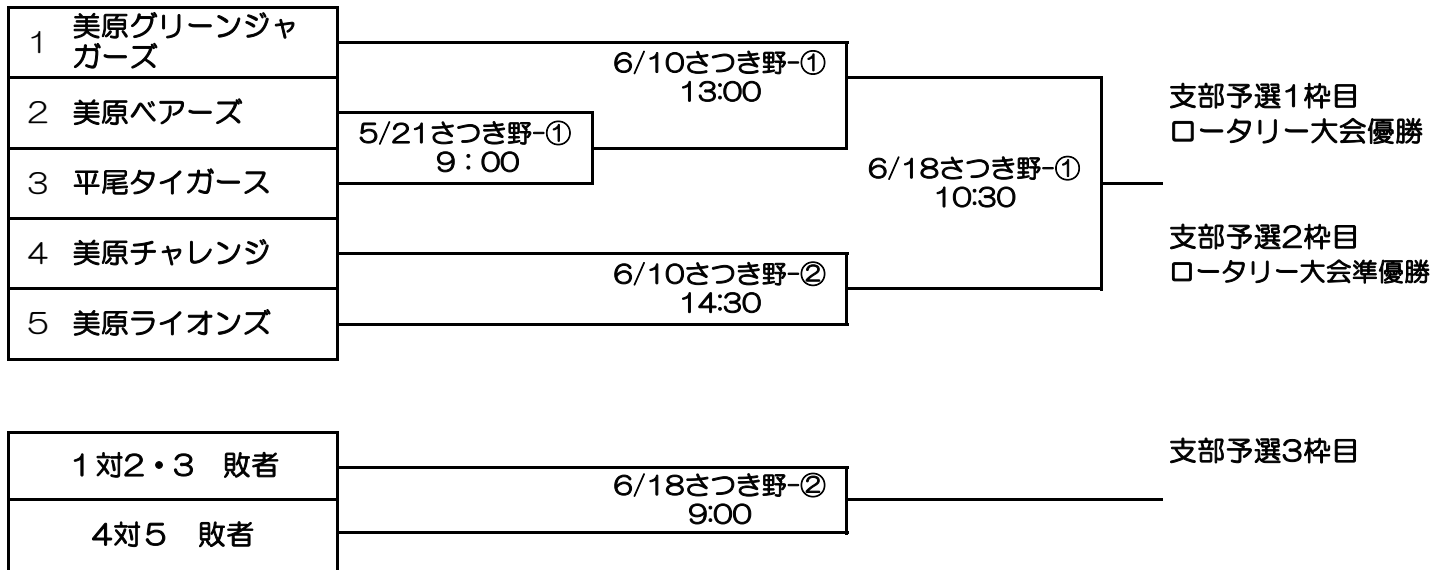 1 美原グリーンジャ
ガーズ
2 美原ベアーズ
3 平尾タイガース
4 美原チャレンジ
5 美原ライオンズ
5/21さつき野-①
9：00
6/10さつき野-①
13:00
6/10さつき野-②
14:30
6/18さつき野-①
10:30
支部予選1枠目
ロータリー大会優勝
支部予選2枠目
ロータリー大会準優勝
1対2・3　敗者
4対5　敗者
6/18さつき野-②
9:00
支部予選3枠目